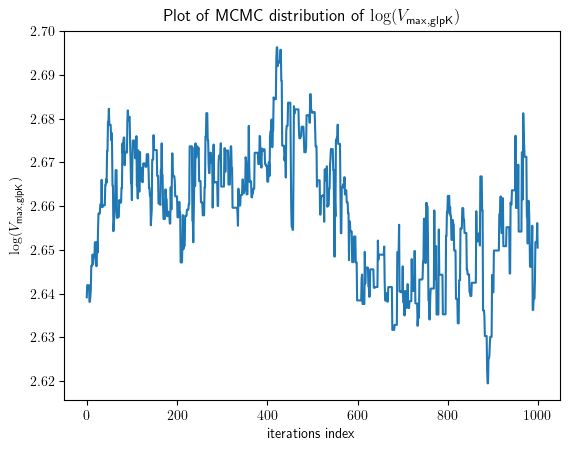 Plot of MCMC distribution of log(V_max,glpK)
2.70
2.69
2.68
2.67
2.66
2.65
2.64
2.63
2.62
log(V_max,glpK)
0 200 400 600 800 1000
iterations index